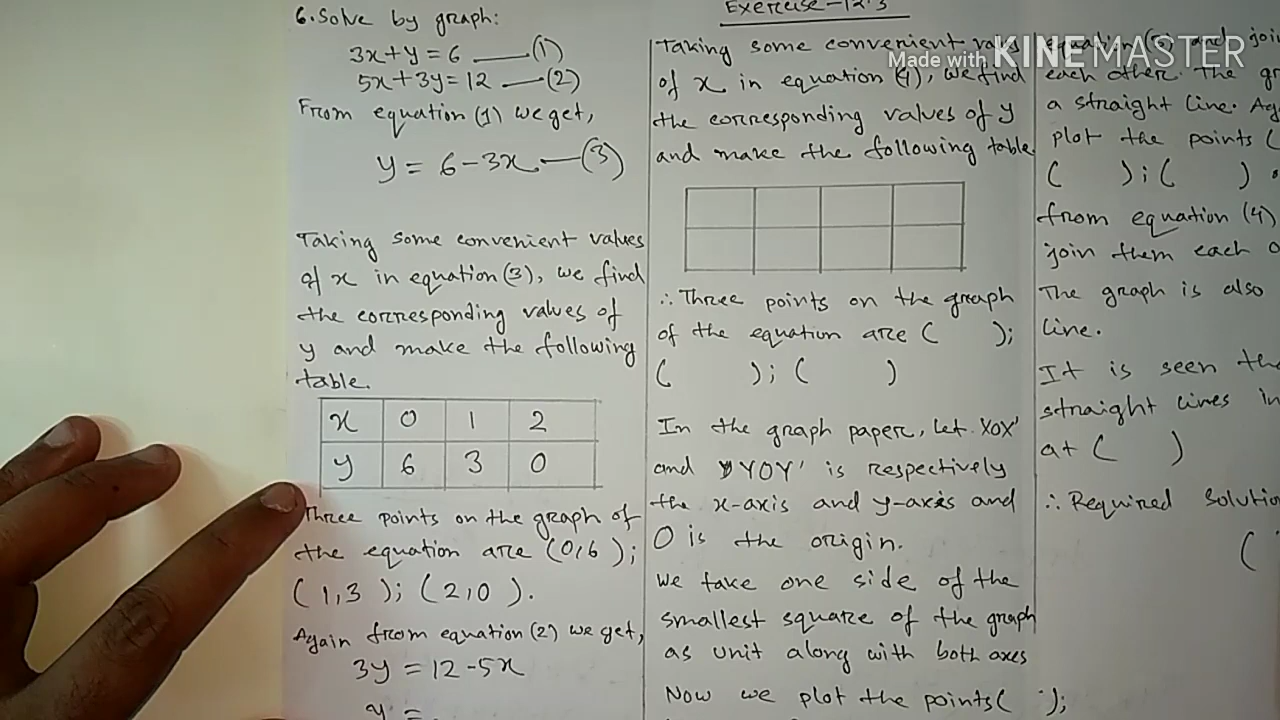 6. Solve by graph:
3x+y=6 —(1)
5x+3y=12 —(2)
From equation (1) we get,
y = 6-3x —(3)
Taking some convenient values
of x in equation (3), we find
the corresponding values of
y and make the following
table.
x 0 1 2
y 6 3 0
Three points on the graph of
the equation are (0,6);
(1,3); (2,0).
Again from equation (2) we get,
3y = 12-5x
y =
Exercise-12.3
Taking some convenient
of x in equation (4), we find
the corresponding values of y
and make the following table
∴ Three points on the graph
of the equation are ( );
( ); ( )
In the graph paper, let XOX'
and YOY' is respectively
the x-axis and y-axis and
O is the origin.
We take one side of the
smallest square of the graph
as unit along with both axes
Now we plot the points( );
Made with KINEMASTER
each other. The
a straight line.
plot the points (
( ); ( )
from equation (4)
join them each
The graph is also
line.
It is seen
straight lines
at ( )
∴ Required
(